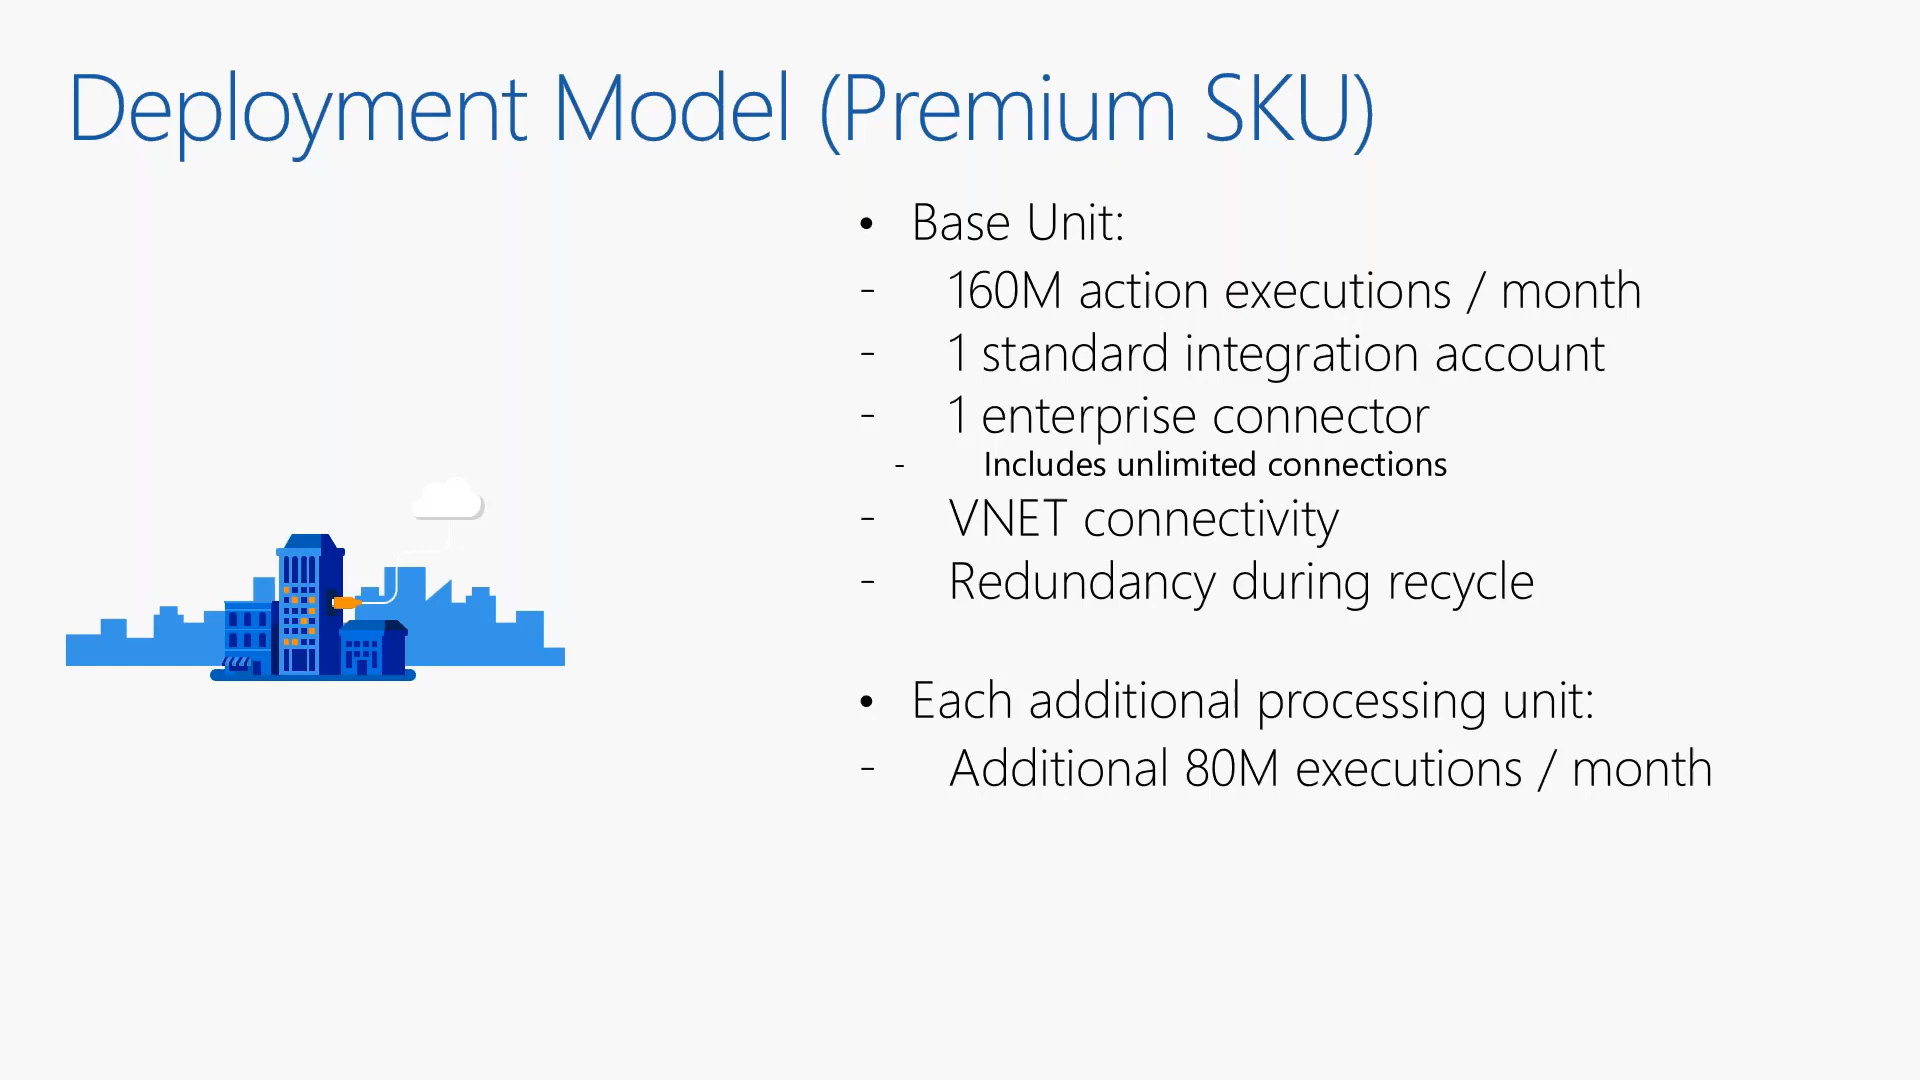 Deployment Model (Premium SKU)
• Base Unit:
- 160M action executions / month
- 1 standard integration account
- 1 enterprise connector
- Includes unlimited connections
- VNET connectivity
- Redundancy during recycle
• Each additional processing unit:
- Additional 80M executions / month